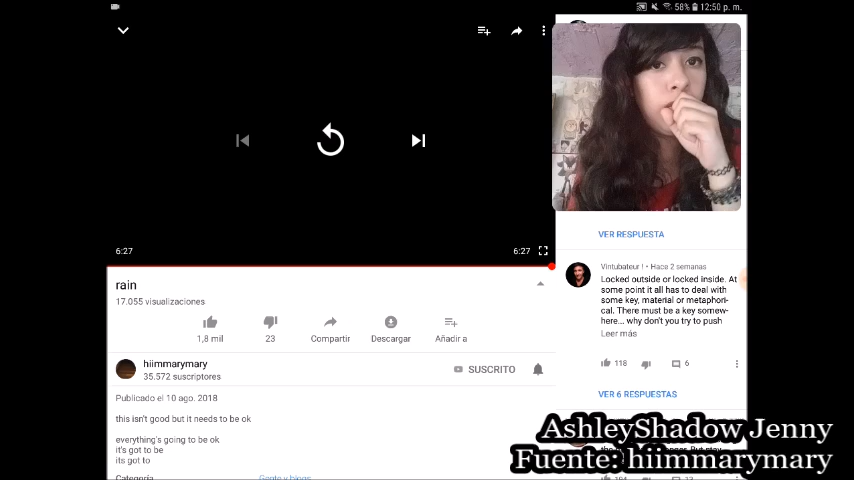 58% 12:50 p. m.
6:27
6:27
rain
17.055 visualizaciones
1,8 mil
23
Compartir
Descargar
Añadir a
hiimmarymary
35.572 suscriptores
SUSCRITO
Publicado el 10 ago. 2018
this isn't good but it needs to be ok
everything's going to be ok
it's got to be
its got to
Categoría
Gente y blogs
VER RESPUESTA
Vintubateur ! • Hace 2 semanas
Locked outside or locked inside. At
some point it all has to deal with
some key, material or metaphori-
cal. There must be a key somew-
here... why don't you try to push
Leer más
118
6
VER 6 RESPUESTAS
AshleyShadow Jenny
Fuente: hiimmarymary